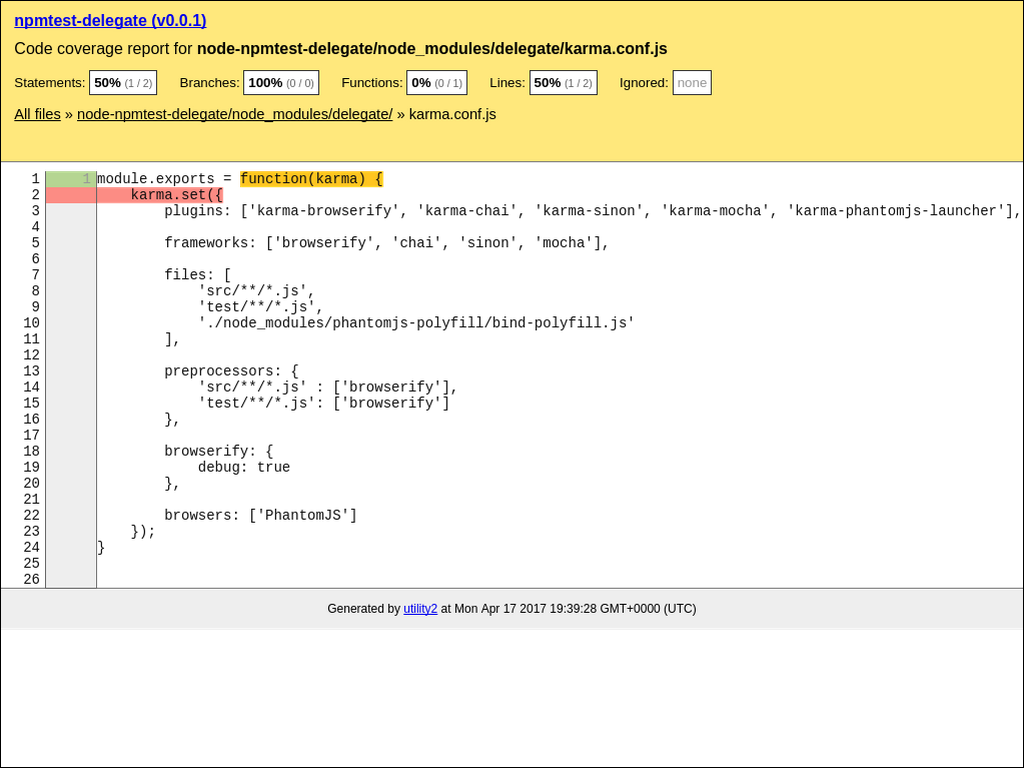 npmtest-delegate (v0.0.1)
Code coverage report for node-npmtest-delegate/node_modules/delegate/karma.conf.js
Statements: 50% (1 / 2) Branches: 100% (0 / 0) Functions: 0% (0 / 1) Lines: 50% (1 / 2) Ignored: none
All files » node-npmtest-delegate/node_modules/delegate/ » karma.conf.js
1 1 module.exports = function(karma) {
2     karma.set({
3         plugins: ['karma-browserify', 'karma-chai', 'karma-sinon', 'karma-mocha', 'karma-phantomjs-launcher'],
4
5         frameworks: ['browserify', 'chai', 'sinon', 'mocha'],
6
7         files: [
8             'src/**/*.js',
9             'test/**/*.js',
10             './node_modules/phantomjs-polyfill/bind-polyfill.js'
11         ],
12
13         preprocessors: {
14             'src/**/*.js' : ['browserify'],
15             'test/**/*.js': ['browserify']
16         },
17
18         browserify: {
19             debug: true
20         },
21
22         browsers: ['PhantomJS']
23     });
24 }
25
26
Generated by utility2 at Mon Apr 17 2017 19:39:28 GMT+0000 (UTC)